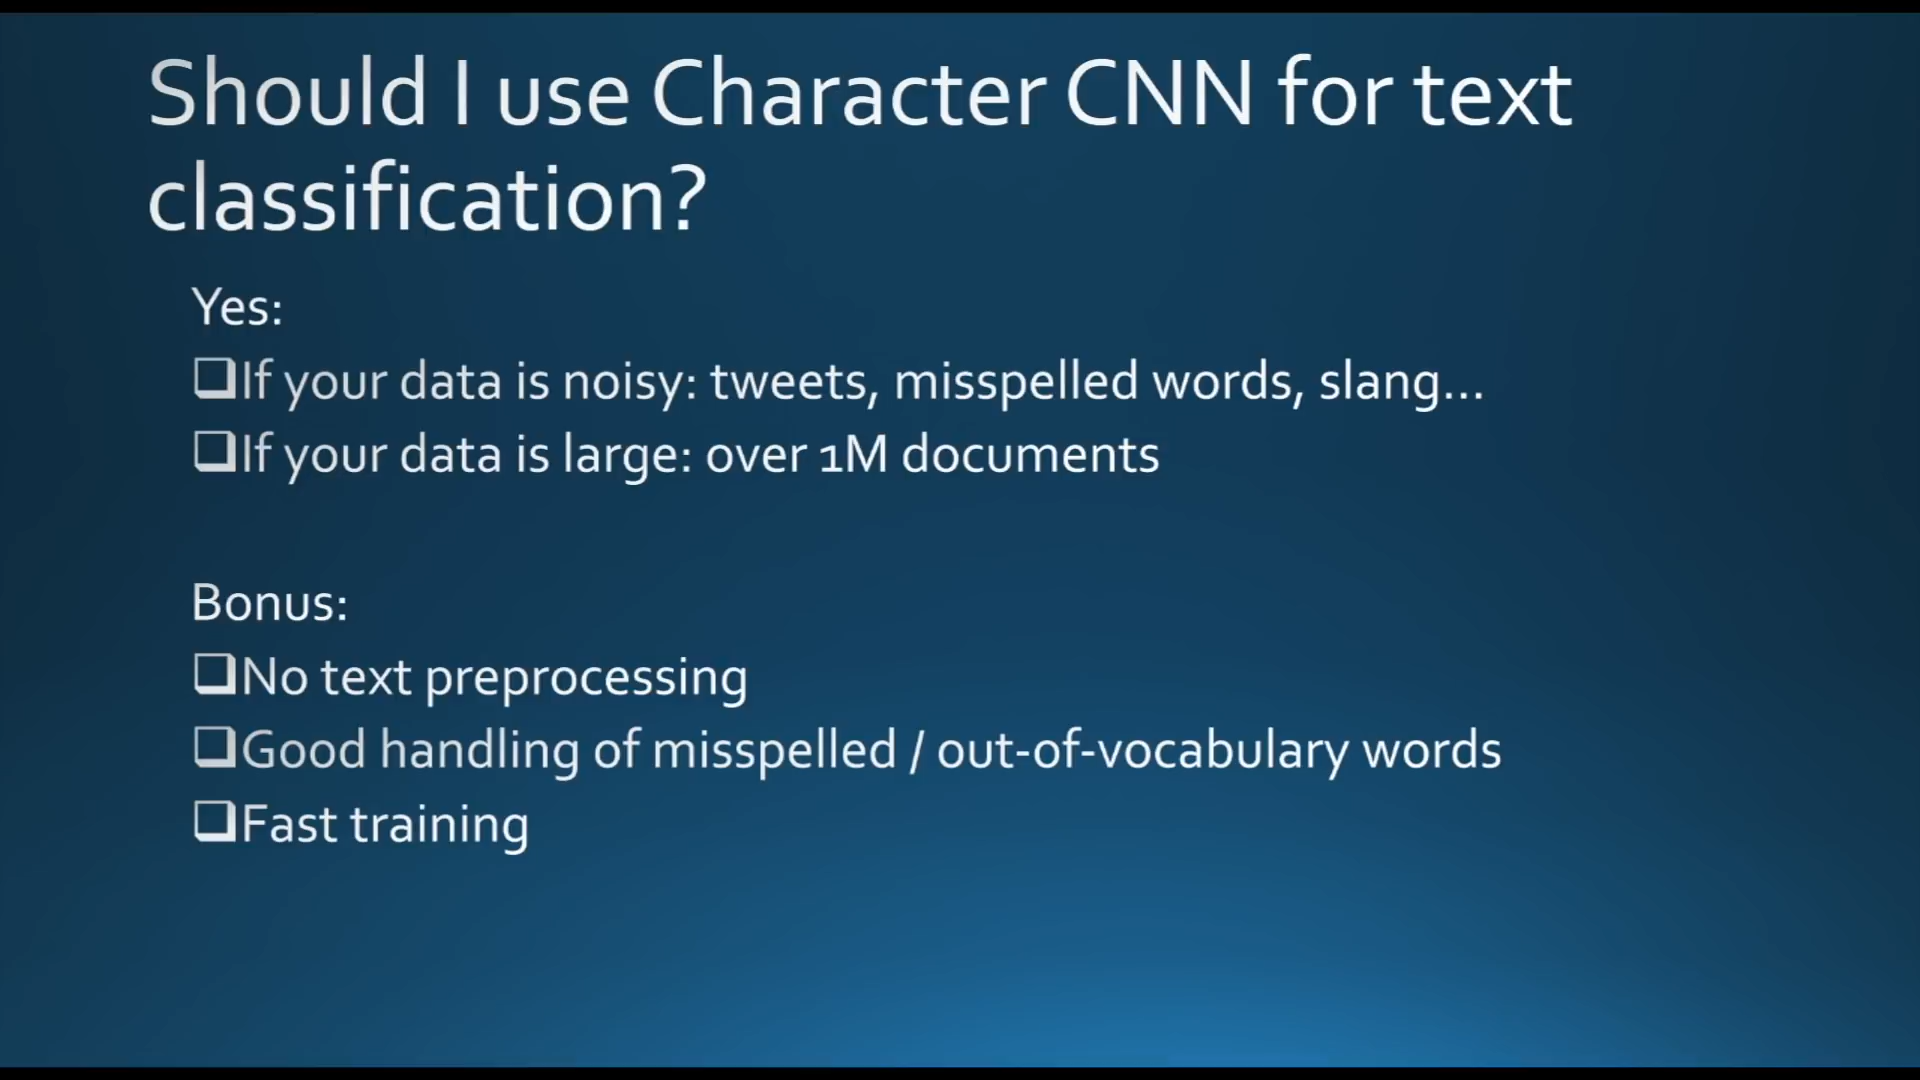 Should I use Character CNN for text
classification?
Yes:
❑If your data is noisy: tweets, misspelled words, slang...
❑If your data is large: over 1M documents
Bonus:
❑No text preprocessing
❑Good handling of misspelled / out-of-vocabulary words
❑Fast training